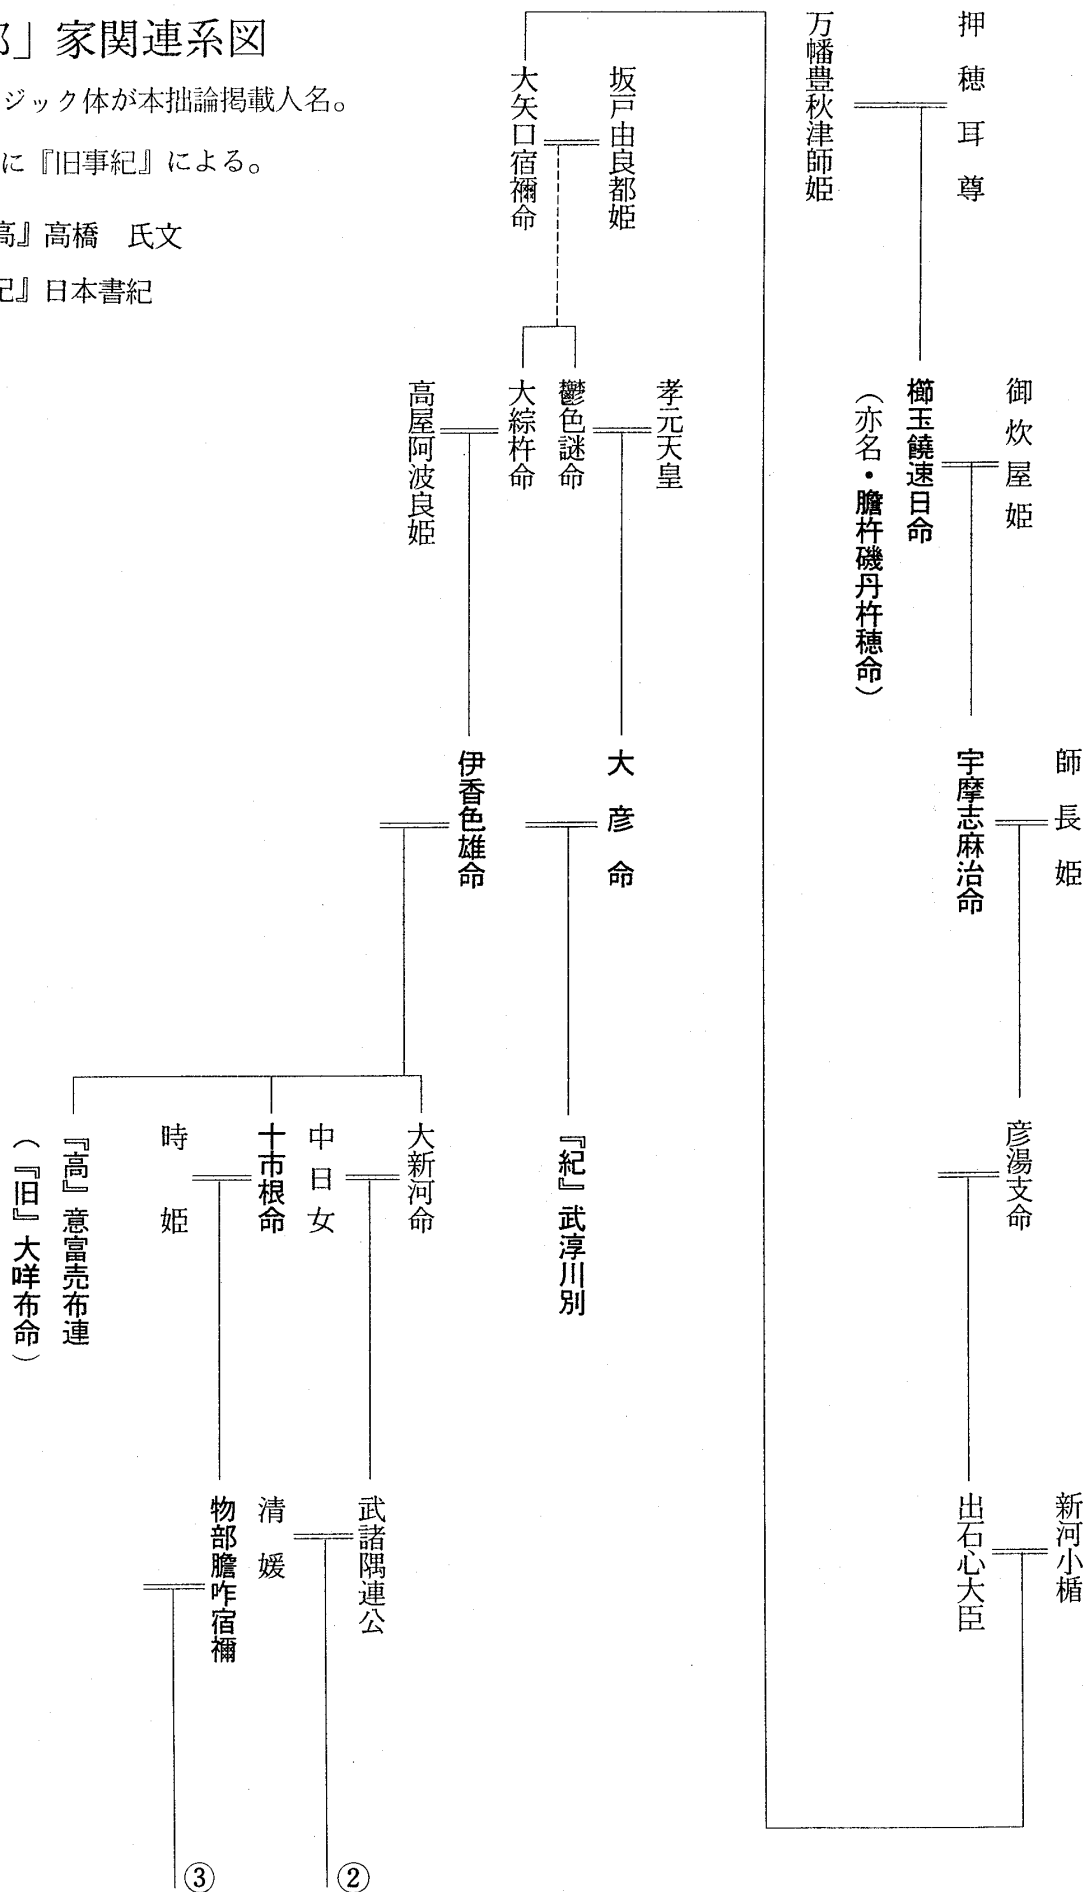 部」家関連系図
ジック体が本拙論掲載人名。
に『旧事紀』による。
高』高橋　氏文
紀』日本書紀
押穂耳尊
万幡豊秋津師姫
御炊屋姫
櫛玉饒速日命
（亦名・膽杵磯丹杵穂命）
師長姫
宇摩志麻治命
彦湯支命
新河小楯
出石心大臣
坂戸由良都姫
大矢口宿禰命
孝元天皇
鬱色謎命
大綜杵命
高屋阿波良姫
大彦命
伊香色雄命
『紀』武渟川別
大新河命
中日女
十市根命
時姫
『高』意富売布連
（『旧』大咩布命）
武諸隅連公
清媛
物部膽咋宿禰
②
③